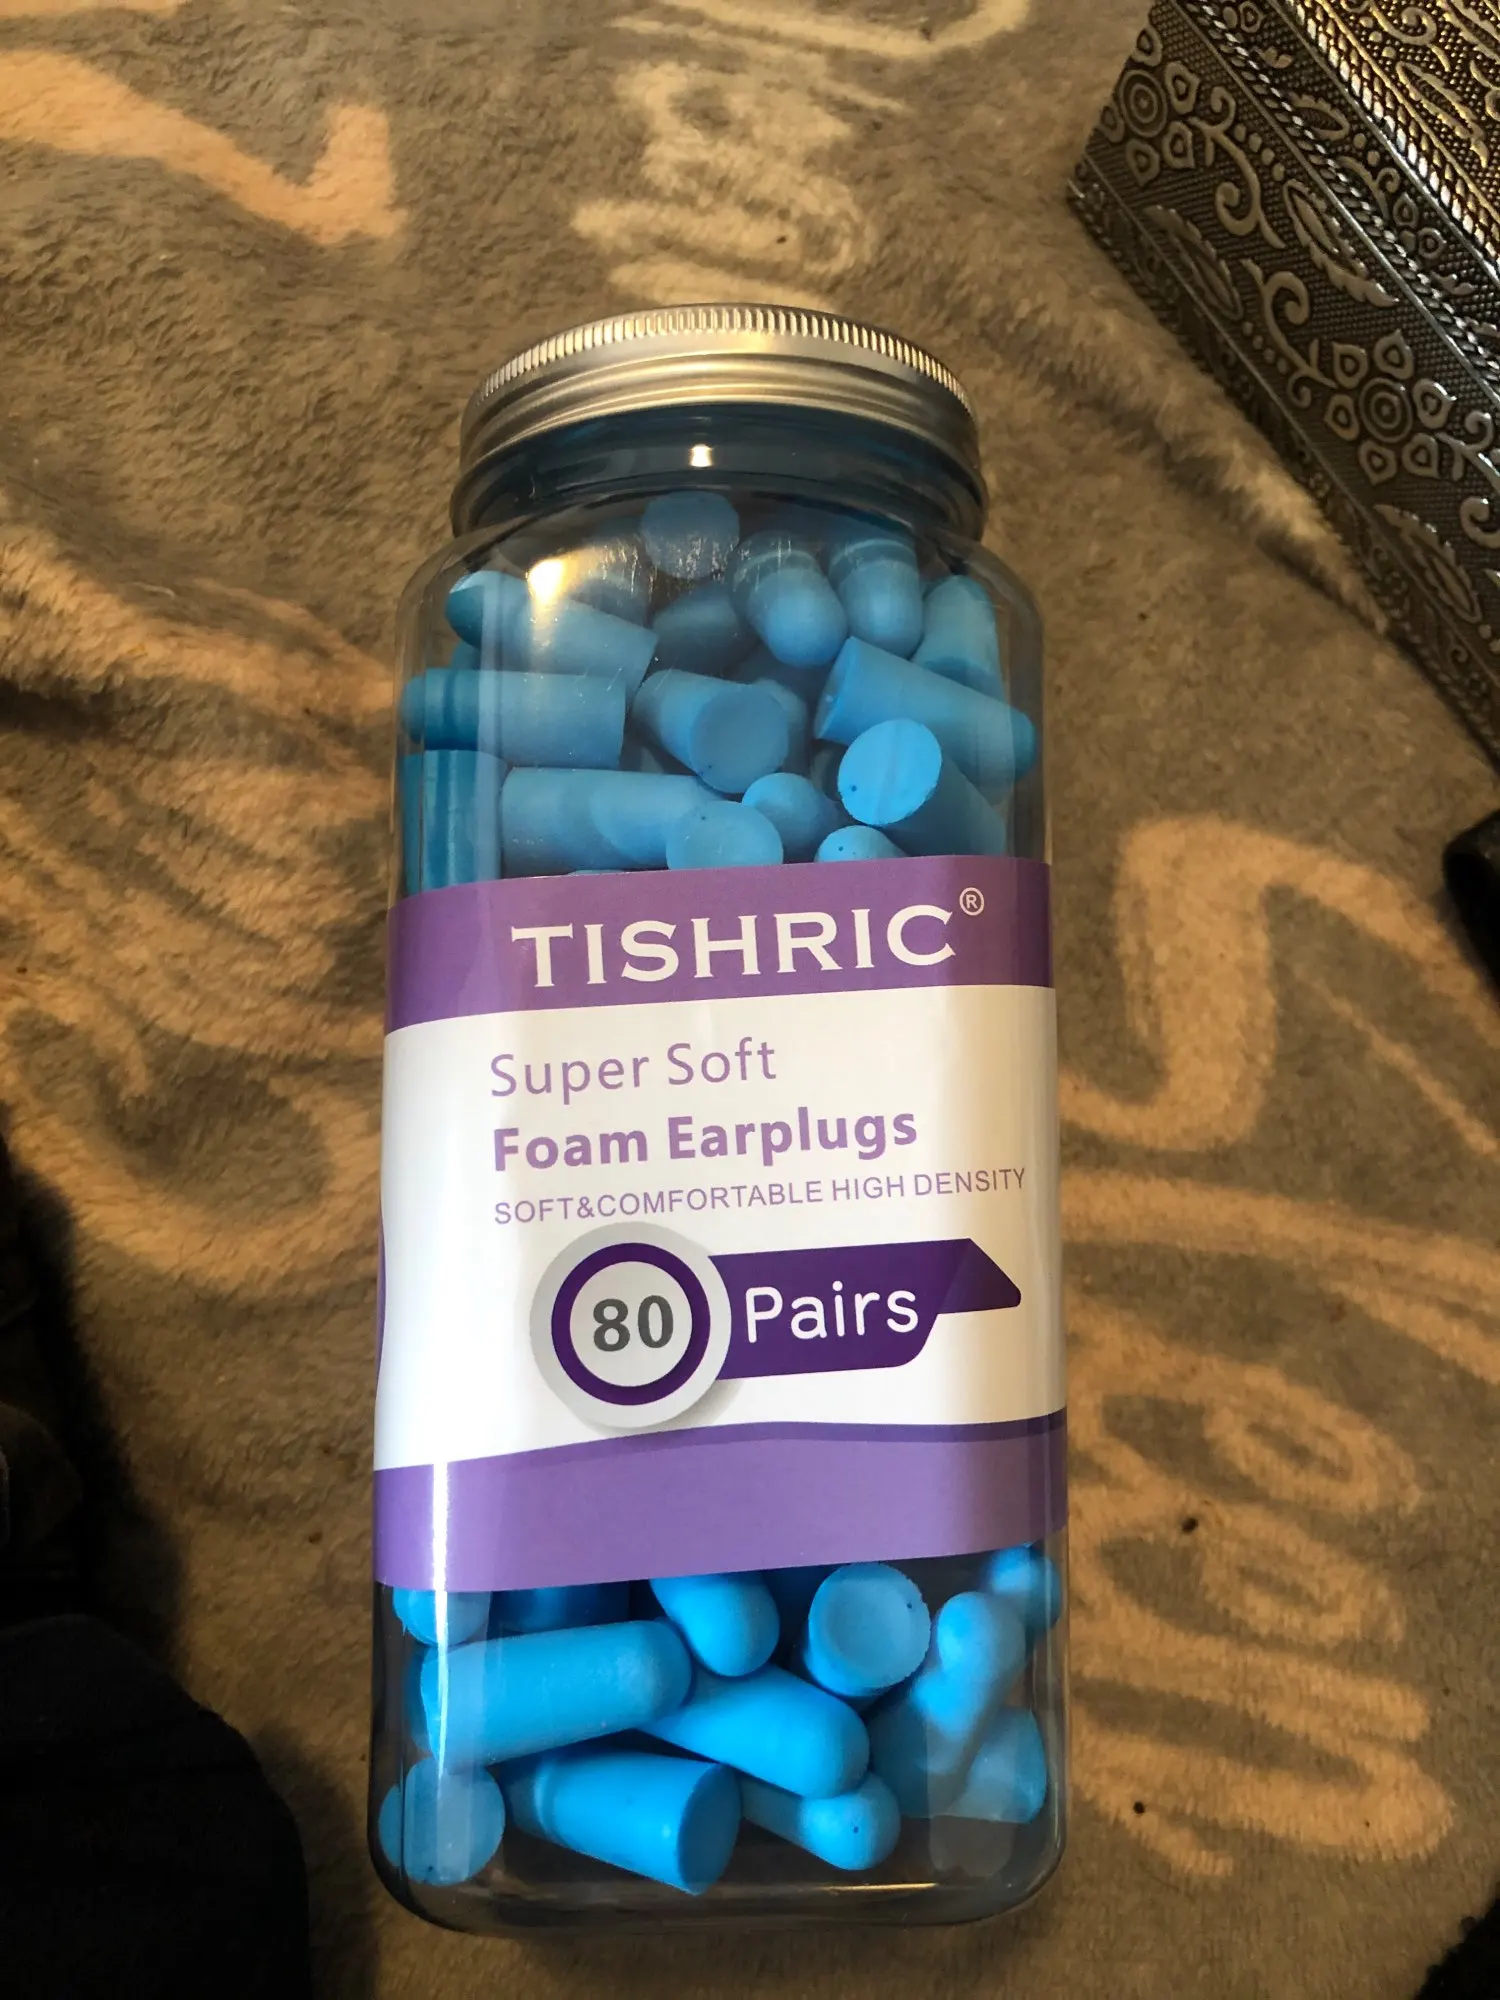 TISHRIC®
Super Soft
Foam Earplugs
SOFT&COMFORTABLE HIGH DENSITY
80 Pairs